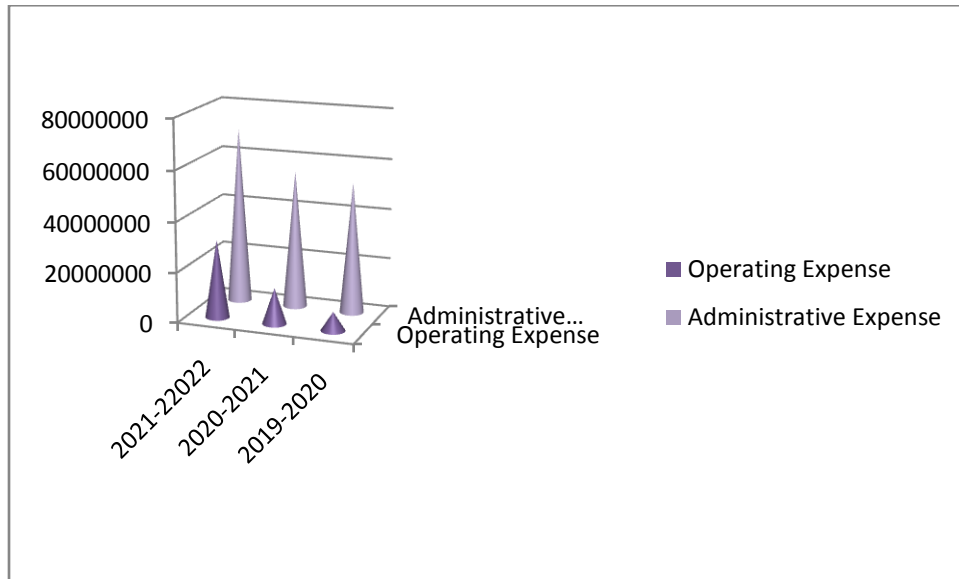 80000000
60000000
40000000
20000000
0
2021-22022
2020-2021
2019-2020
Administrative...
Operating Expense
Operating Expense
Administrative Expense